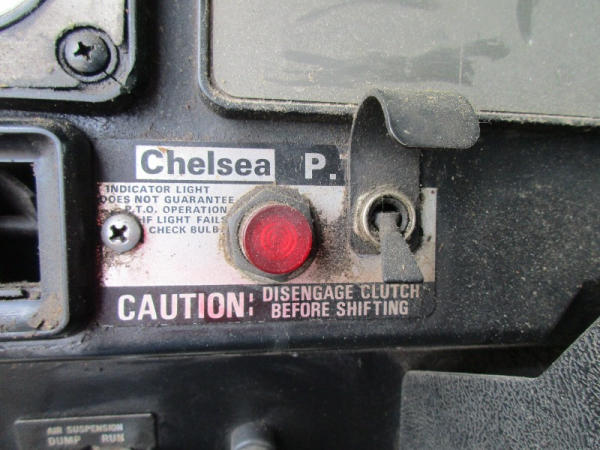 Chelsea P.
INDICATOR LIGHT
DOES NOT GUARANTEE
P.T.O. OPERATION
IF LIGHT FAILS
CHECK BULB
CAUTION: DISENGAGE CLUTCH
BEFORE SHIFTING
AIR SUSPENSION
DUMP RUN